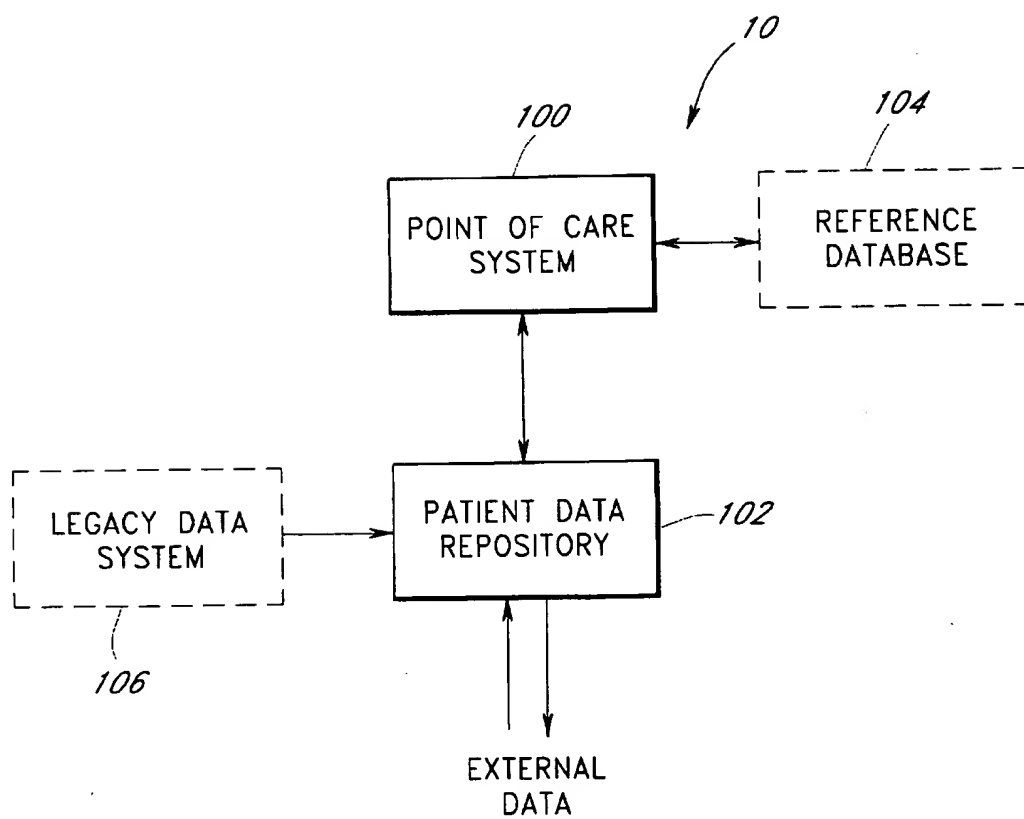 10
100
104
POINT OF CARE
SYSTEM
REFERENCE
DATABASE
LEGACY DATA
SYSTEM
PATIENT DATA
REPOSITORY
102
106
EXTERNAL
DATA